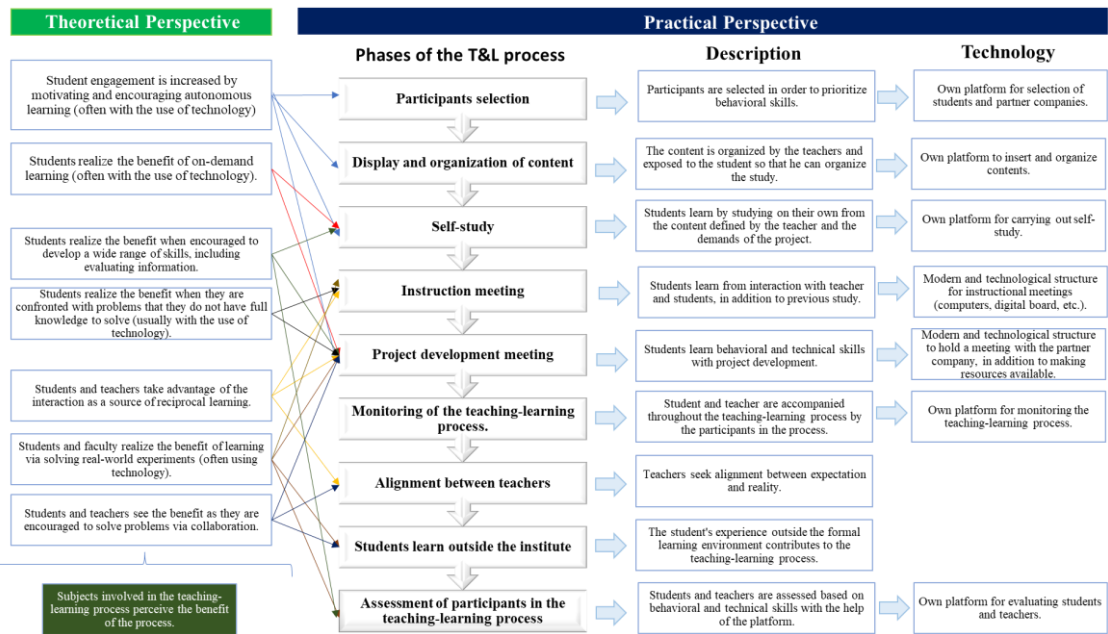 Theoretical Perspective
Practical Perspective
Phases of the T&L process
Description
Technology
Student engagement is increased by
motivating and encouraging autonomous
learning (often with the use of technology)
Students realize the benefit of on-demand
learning (often with the use of technology).
Students realize the benefit when encouraged to
develop a wide range of skills, including
evaluating information.
Students realize the benefit when they are
confronted with problems that they do not have full
knowledge to solve (usually with the use of
technology).
Students and teachers take advantage of the
interaction as a source of reciprocal learning.
Students and faculty realize the benefit of learning
via solving real-world experiments (often using
technology).
Students and teachers see the benefit as they are
encouraged to solve problems via collaboration.
Subjects involved in the teaching-
learning process perceive the benefit
of the process.
Participants selection
Participants are selected in order to prioritize
behavioral skills.
Own platform for selection of
students and partner companies.
Display and organization of content
The content is organized by the teachers and
exposed to the student so that he can organize
the study.
Own platform to insert and organize
contents.
Self-study
Students learn by studying on their own from
the content defined by the teacher and the
demands of the project.
Own platform for carrying out self-
study.
Instruction meeting
Students learn from interaction with teacher
and students, in addition to previous study.
Modern and technological structure
for instructional meetings
(computers, digital board, etc.).
Project development meeting
Students learn behavioral and technical skills
with project development.
Modern and technological structure
to hold a meeting with the partner
company, in addition to making
resources available.
Monitoring of the teaching-learning
process.
Student and teacher are accompanied
throughout the teaching-learning process by
the participants in the process.
Own platform for monitoring the
teaching-learning process.
Alignment between teachers
Teachers seek alignment between expectation
and reality.
Students learn outside the institute
The student's experience outside the formal
learning environment contributes to the
teaching-learning process.
Assessment of participants in the
teaching-learning process
Students and teachers are assessed based on
behavioral and technical skills with the help
of the platform.
Own platform for evaluating students
and teachers.